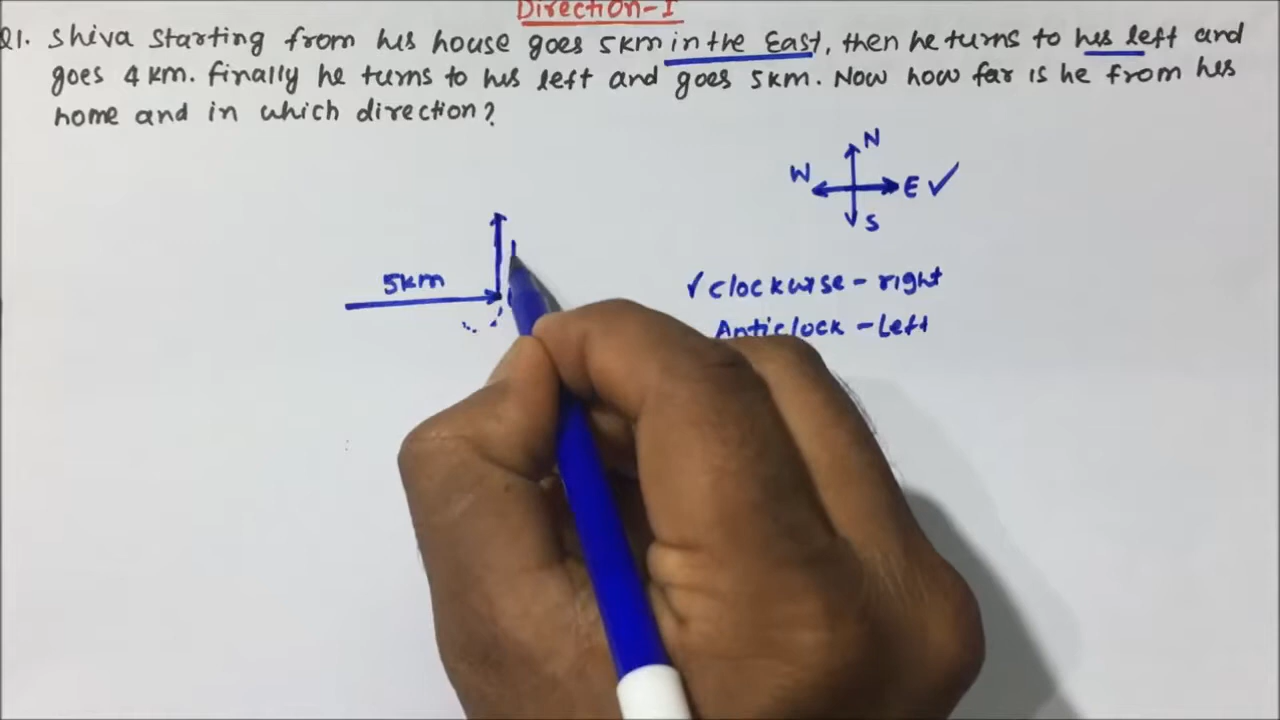 Direction-I
Q1. Shiva starting from his house goes 5km in the East, then he turns to his left and
goes 4 km. Finally he turns to his left and goes 5km. Now how far is he from his
home and in which direction?
N
W E ✓
S
5km
✓ clockwise - right
Anticlock - Left